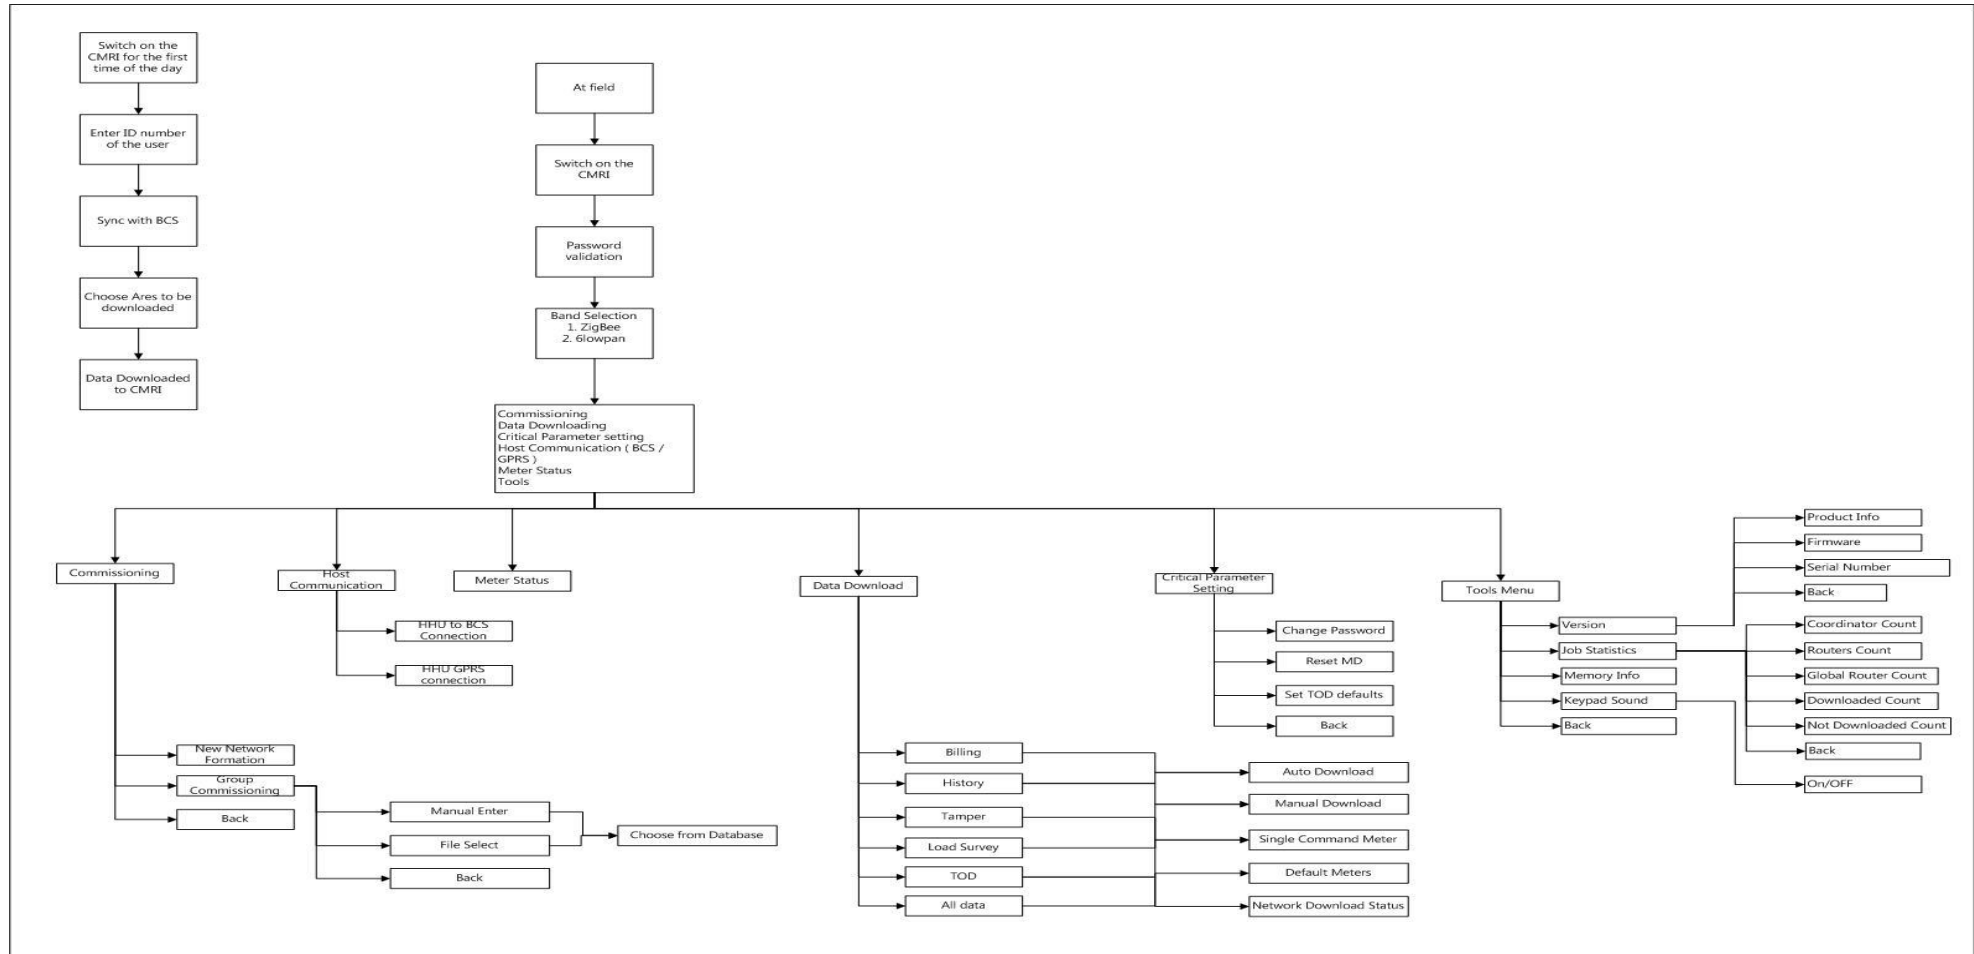 Switch on the
CMRI for the first
time of the day
Enter ID number
of the user
Sync with BCS
Choose Ares to be
downloaded
Data Downloaded
to CMRI
At field
Switch on the
CMRI
Password
validation
Band Selection
1. ZigBee
2. 6lowpan
Commissioning
Data Downloading
Critical Parameter setting
Host Communication ( BCS /
GPRS )
Meter Status
Tools
Commissioning
New Network
Formation
Group
Commissioning
Back
Manual Enter
File Select
Back
Choose from Database
Host
Communication
HHU to BCS
Connection
HHU GPRS
connection
Meter Status
Data Download
Billing
History
Tamper
Load Survey
TOD
All data
Auto Download
Manual Download
Single Command Meter
Default Meters
Network Download Status
Critical Parameter
Setting
Change Password
Reset MD
Set TOD defaults
Back
Tools Menu
Version
Job Statistics
Memory Info
Keypad Sound
Back
Product Info
Firmware
Serial Number
Back
Coordinator Count
Routers Count
Global Router Count
Downloaded Count
Not Downloaded Count
Back
On/OFF